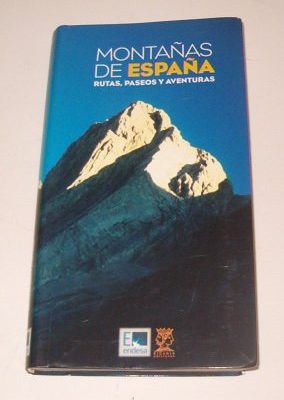 MONTAÑAS
DE ESPAÑA
RUTAS, PASEOS Y AVENTURAS
E
endesa